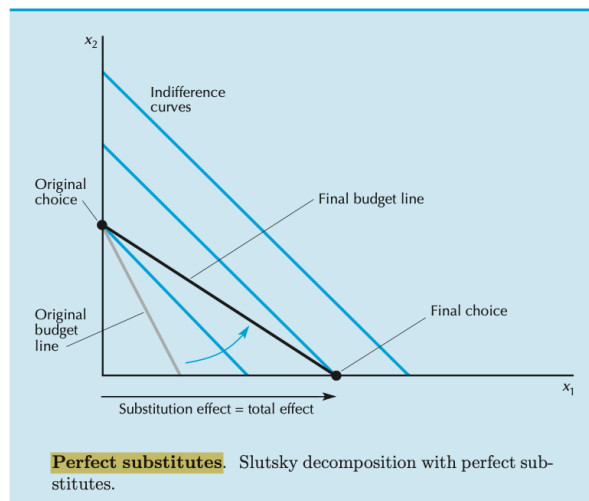 x2
Indifference
curves
Original
choice
Final budget line
Original
budget
line
Final choice
x1
Substitution effect = total effect
Perfect substitutes. Slutsky decomposition with perfect sub-
stitutes.